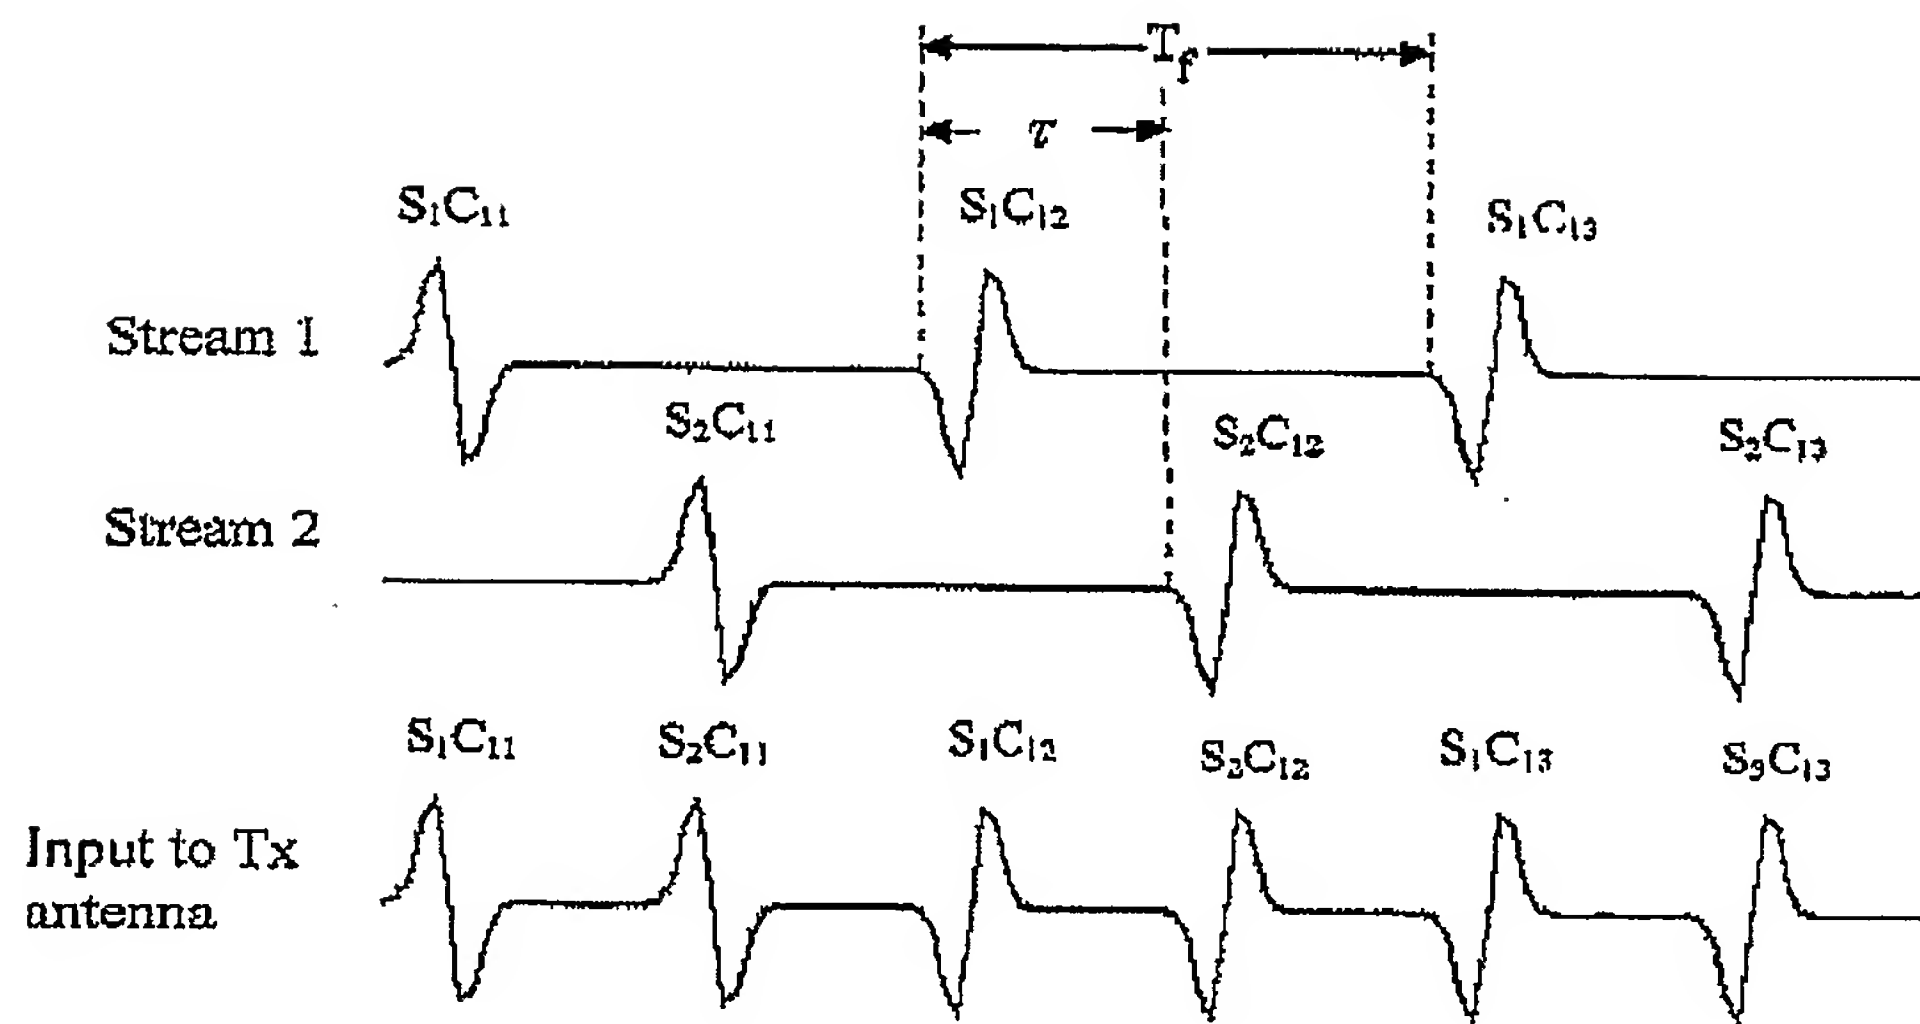 T_f
τ
S₁C₁₁ S₁C₁₂ S₁C₁₃
Stream 1
S₂C₁₁ S₂C₁₂ S₂C₁₃
Stream 2
S₁C₁₁ S₂C₁₁ S₁C₁₂ S₂C₁₂ S₁C₁₃ S₉C₁₃
Input to Tx
antenna